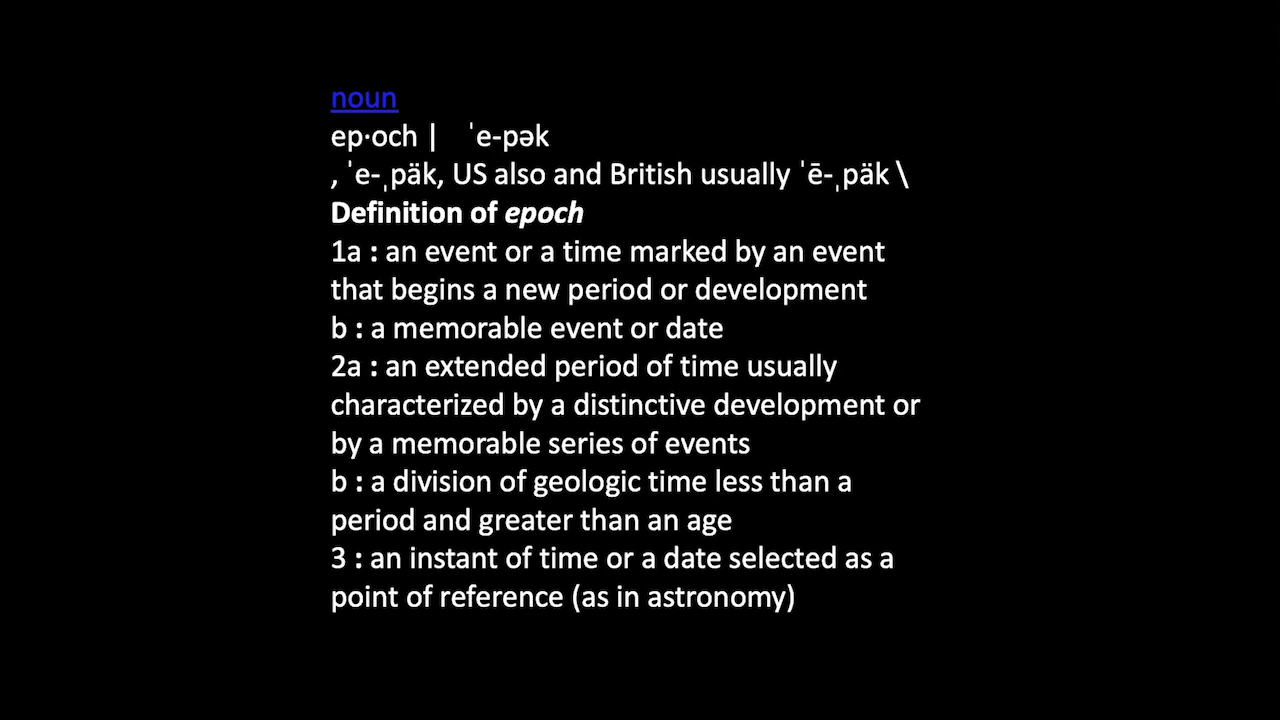 noun
ep·och | ˈe-pək
, ˈe-ˌpäk, US also and British usually ˈē-ˌpäk \
Definition of epoch
1a : an event or a time marked by an event
that begins a new period or development
b : a memorable event or date
2a : an extended period of time usually
characterized by a distinctive development or
by a memorable series of events
b : a division of geologic time less than a
period and greater than an age
3 : an instant of time or a date selected as a
point of reference (as in astronomy)